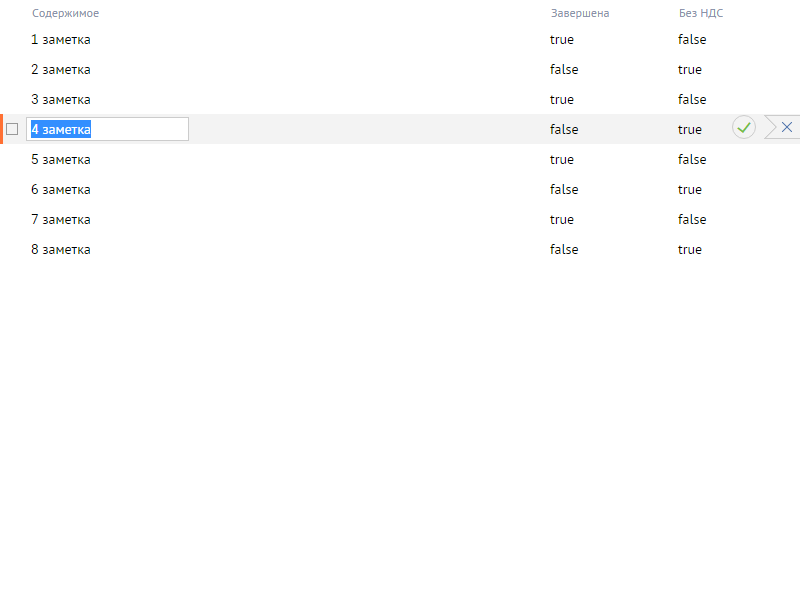 Содержимое Завершена Без НДС
1 заметка true false
2 заметка false true
3 заметка true false
4 заметка false true
5 заметка true false
6 заметка false true
7 заметка true false
8 заметка false true